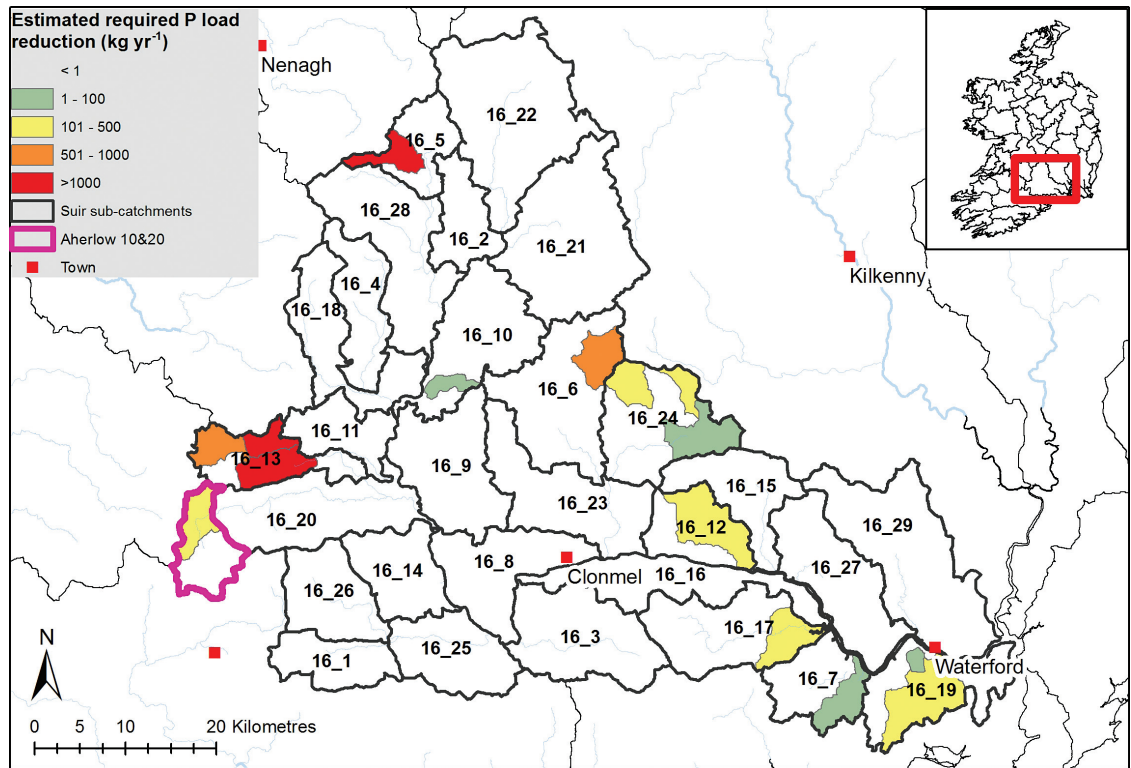 Estimated required P load
reduction (kg yr-1)
< 1
1 - 100
101 - 500
501 - 1000
>1000
Suir sub-catchments
Aherlow 10&20
Town
Nenagh
16_22
16_5
16_28
16_2
16_21
Kilkenny
16_4
16_18
16_10
16_6
16_24
16_11
16_13
16_9
16_15
16_20
16_23
16_12
16_29
16_8
Clonmel
16_16
16_14
16_26
16_27
16_17
16_3
16_25
16_1
16_7
Waterford
16_19
N
0 5 10 20 Kilometres